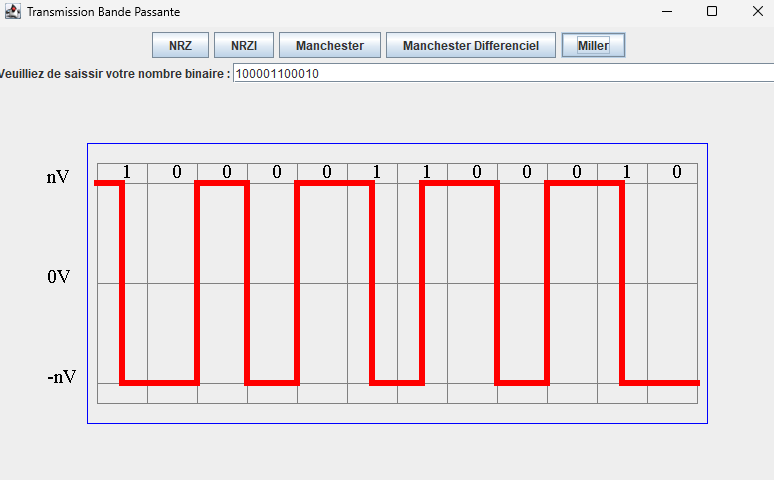 Transmission Bande Passante
NRZ NRZI Manchester Manchester Differenciel Miller
Veuilliez de saissir votre nombre binaire : 100001100010
1 0 0 0 0 1 1 0 0 0 1 0
nV
0V
-nV